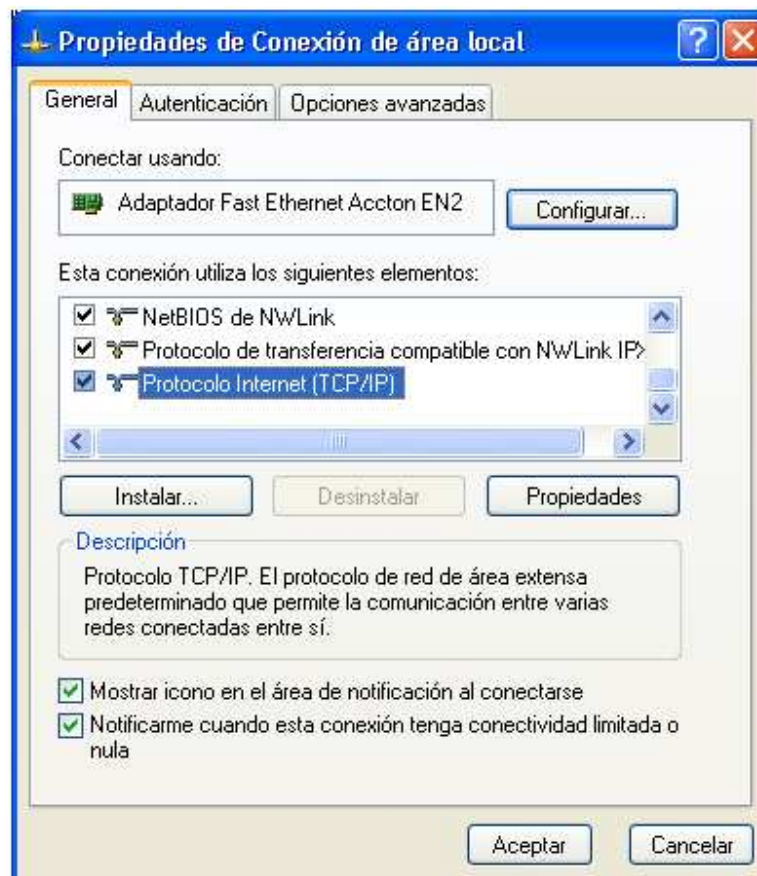 Propiedades de Conexión de área local
General
Autenticación
Opciones avanzadas
Conectar usando:
Adaptador Fast Ethernet Accton EN2
Configurar...
Esta conexión utiliza los siguientes elementos:
NetBIOS de NWLink
Protocolo de transferencia compatible con NWLink IPX
Protocolo Internet (TCP/IP)
Instalar...
Desinstalar
Propiedades
Descripción
Protocolo TCP/IP. El protocolo de red de área extensa
predeterminado que permite la comunicación entre varias
redes conectadas entre sí.
Mostrar icono en el área de notificación al conectarse
Notificarme cuando esta conexión tenga conectividad limitada o
nula
Aceptar
Cancelar